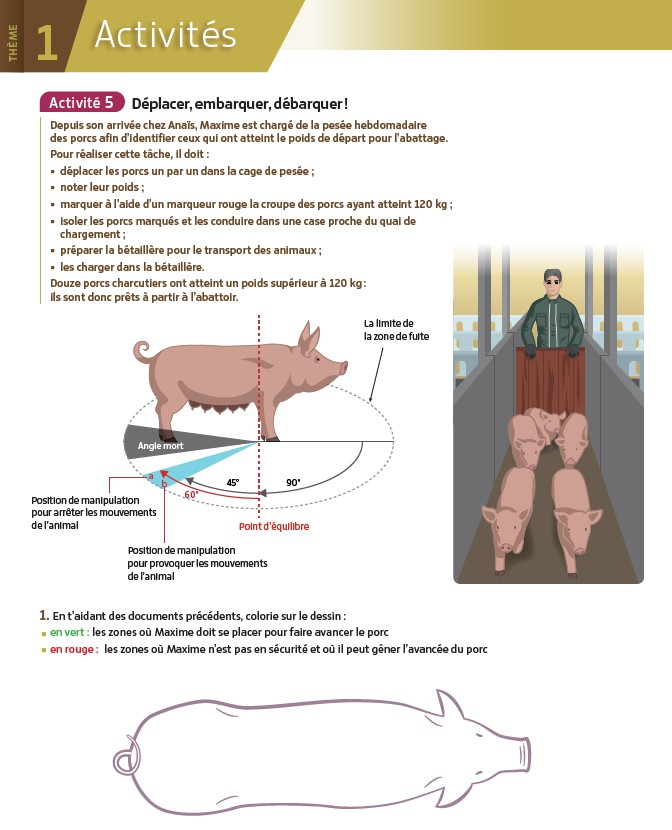 THÈME
1 Activités
Activité 5 Déplacer, embarquer, débarquer !
Depuis son arrivée chez Anaïs, Maxime est chargé de la pesée hebdomadaire
des porcs afin d'identifier ceux qui ont atteint le poids de départ pour l'abattage.
Pour réaliser cette tâche, il doit :
• déplacer les porcs un par un dans la cage de pesée ;
• noter leur poids ;
• marquer à l'aide d'un marqueur rouge la croupe des porcs ayant atteint 120 kg ;
• isoler les porcs marqués et les conduire dans une case proche du quai de
chargement ;
• préparer la bétaillère pour le transport des animaux ;
• les charger dans la bétaillère.
Douze porcs charcutiers ont atteint un poids supérieur à 120 kg :
Ils sont donc prêts à partir à l'abattoir.
La limite de
la zone de fuite
Angle mort
a
b
60°
45°
90°
Position de manipulation
pour arrêter les mouvements
de l'animal
Point d'équilibre
Position de manipulation
pour provoquer les mouvements
de l'animal
1. En t'aidant des documents précédents, colorie sur le dessin :
• en vert : les zones où Maxime doit se placer pour faire avancer le porc
• en rouge : les zones où Maxime n'est pas en sécurité et où il peut gêner l'avancée du porc